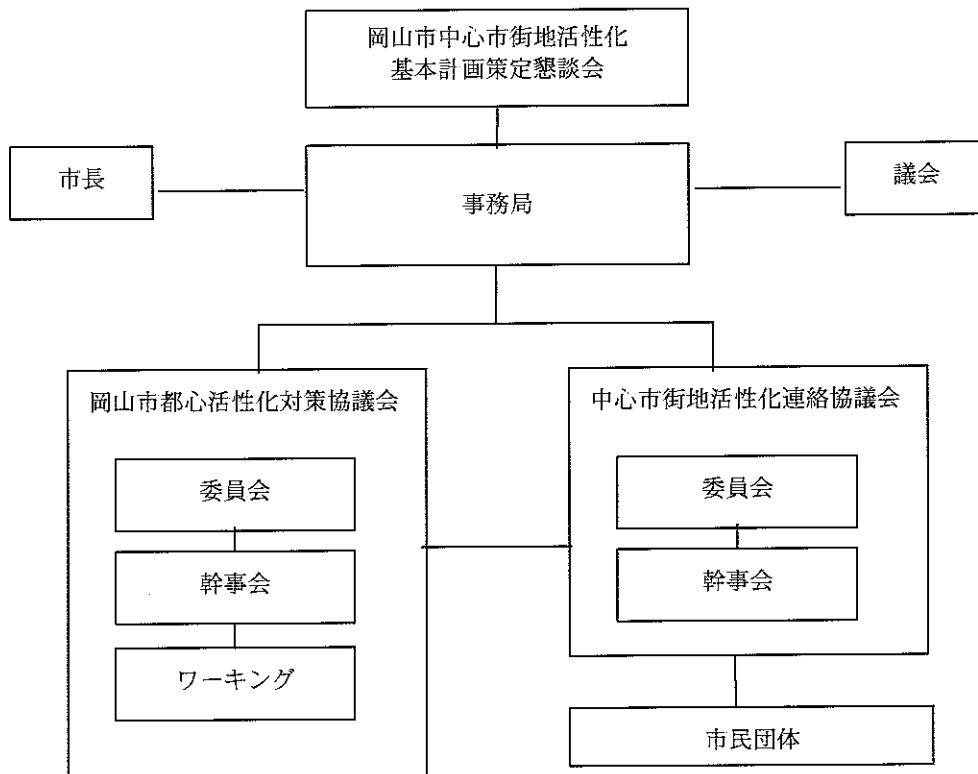 岡山市中心市街地活性化
基本計画策定懇談会
市長
事務局
議会
岡山市都心活性化対策協議会
委員会
幹事会
ワーキング
中心市街地活性化連絡協議会
委員会
幹事会
市民団体